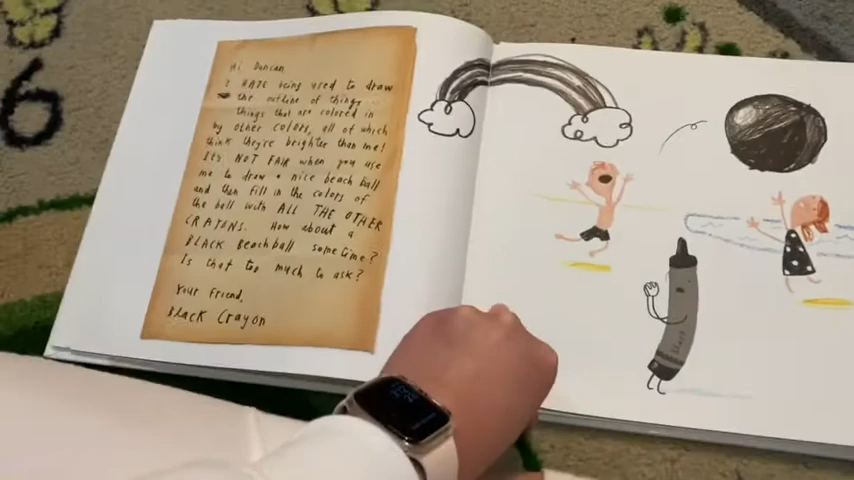 Hi Duncan,
I HATE being used to draw
the outline of things,
things that are colored in
by other colors, all of which
think they're brighter than me!
It's NOT FAIR when you use
me to draw a nice beach ball
and then fill in the colors of
the ball with ALL THE OTHER
CRAYONS. How about a
BLACK Beachball sometime?
Is that too much to ask?
Your friend,
Black Crayon
Black
6